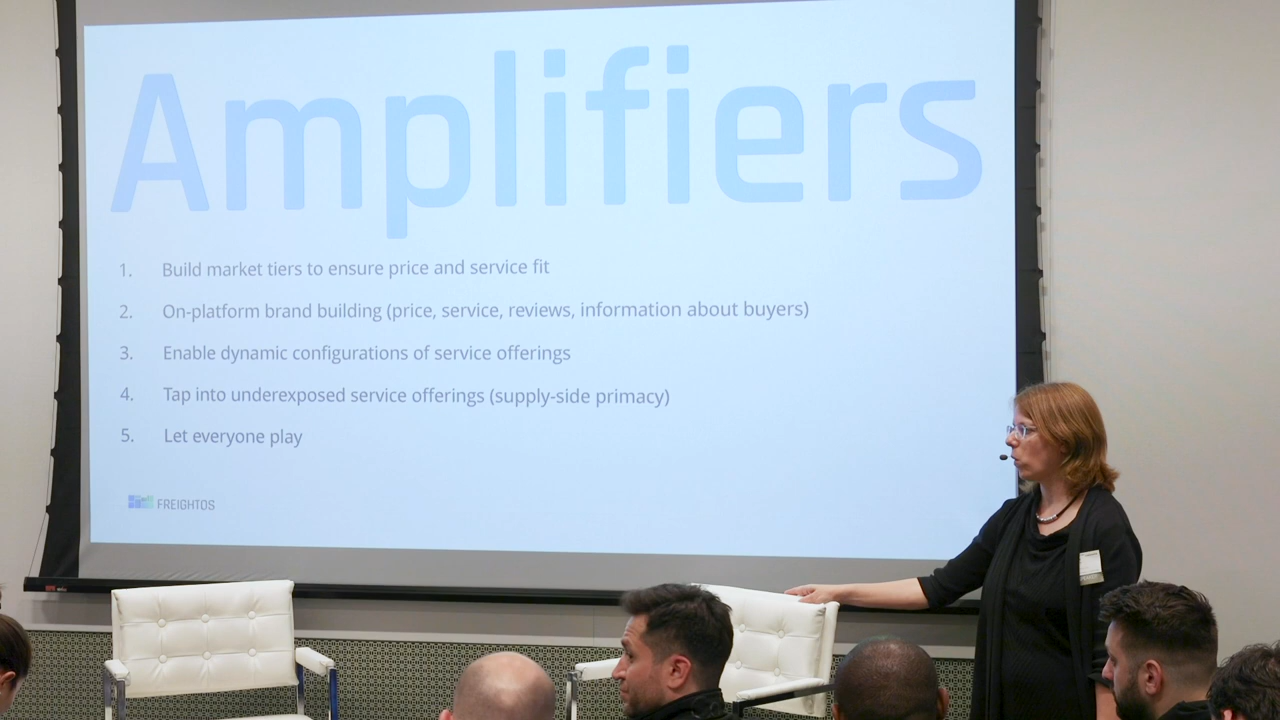 Amplifiers
1. Build market tiers to ensure price and service fit
2. On-platform brand building (price, service, reviews, information about buyers)
3. Enable dynamic configurations of service offerings
4. Tap into underexposed service offerings (supply-side primacy)
5. Let everyone play
FREIGHTOS